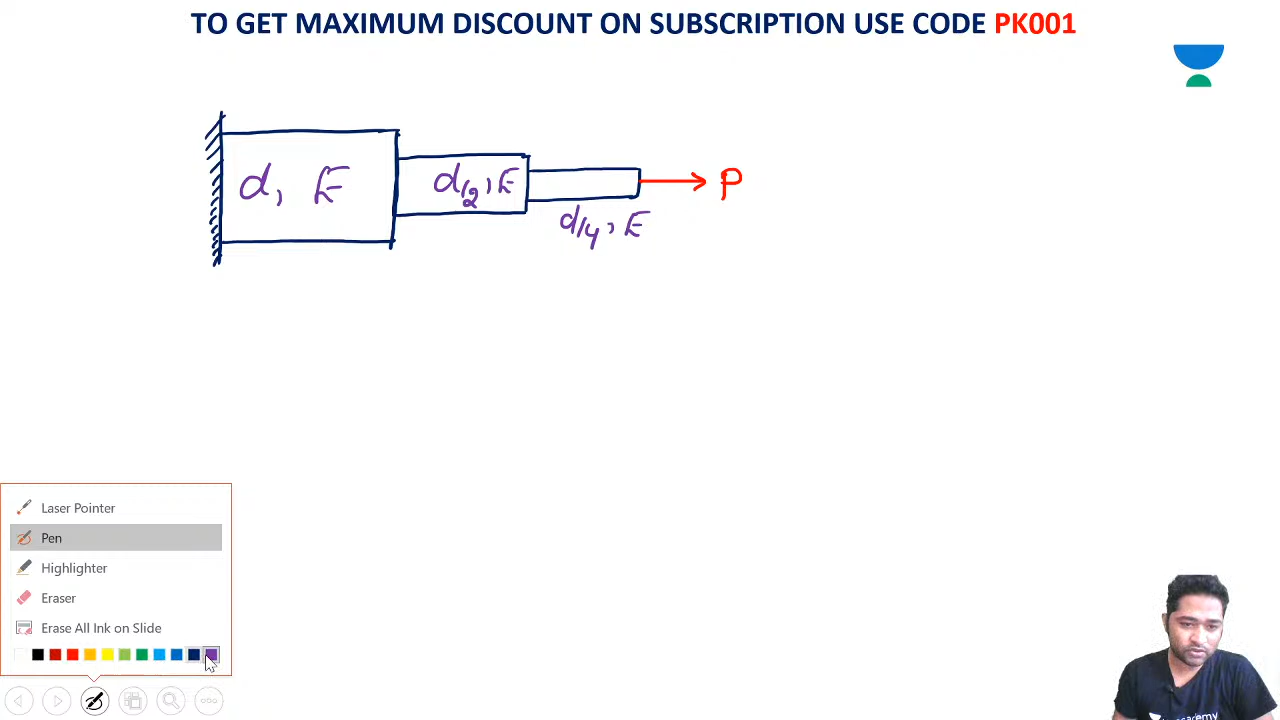 TO GET MAXIMUM DISCOUNT ON SUBSCRIPTION USE CODE PK001
d, E
d/2, E
P
d/4, E
Laser Pointer
Pen
Highlighter
Eraser
Erase All Ink on Slide